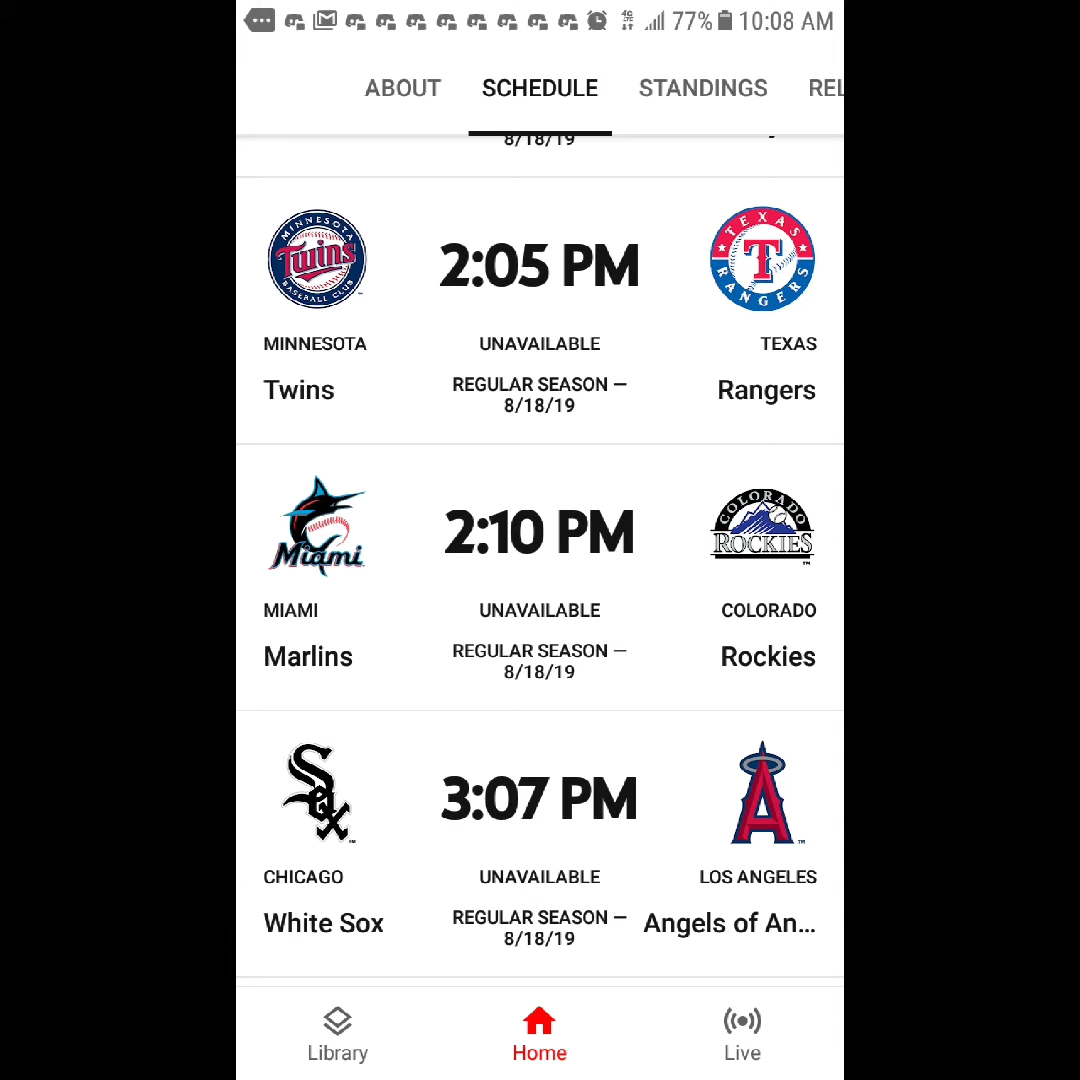 77% 10:08 AM
ABOUT SCHEDULE STANDINGS REL
8/18/19
MINNESOTA
Twins
BASEBALL CLUB
2:05 PM
TEXAS
T
RANGERS
MINNESOTA UNAVAILABLE TEXAS
Twins REGULAR SEASON — Rangers
8/18/19
Miami
2:10 PM
COLORADO
ROCKIES
TM
MIAMI UNAVAILABLE COLORADO
Marlins REGULAR SEASON — Rockies
8/18/19
Sox
3:07 PM
A
CHICAGO UNAVAILABLE LOS ANGELES
White Sox REGULAR SEASON — Angels of An...
8/18/19
Library Home Live